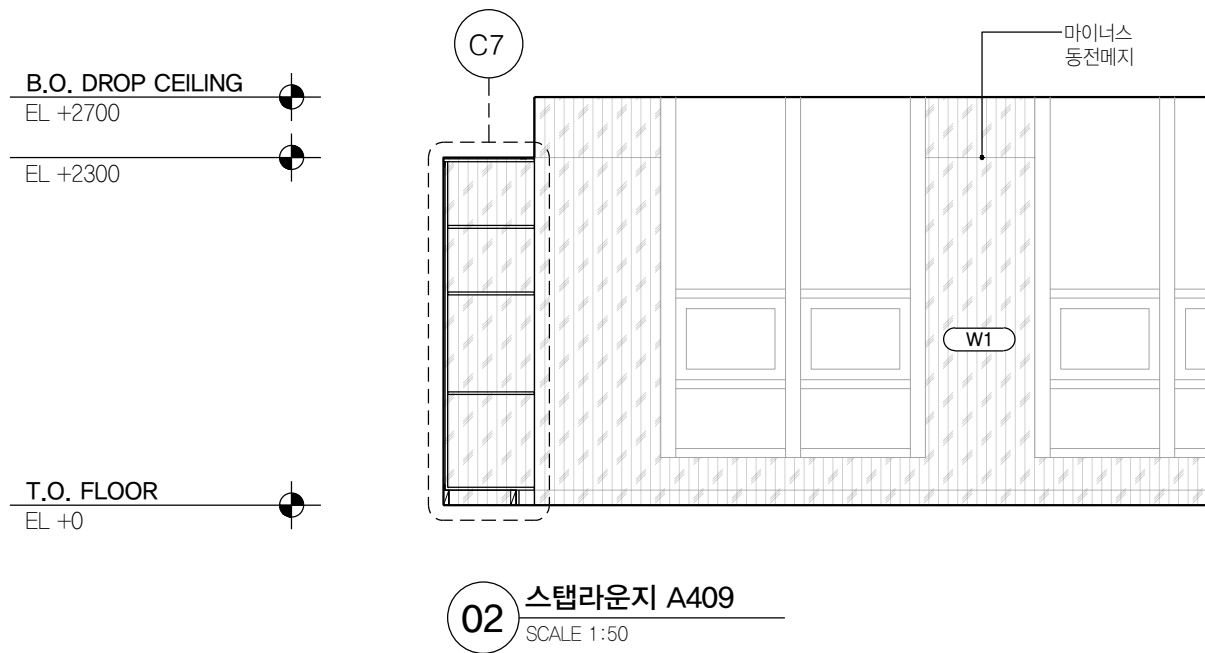 C7
마이너스
동전메지
B.O. DROP CEILING
EL +2700
EL +2300
W1
T.O. FLOOR
EL +0
02
스탭라운지 A409
SCALE 1:50